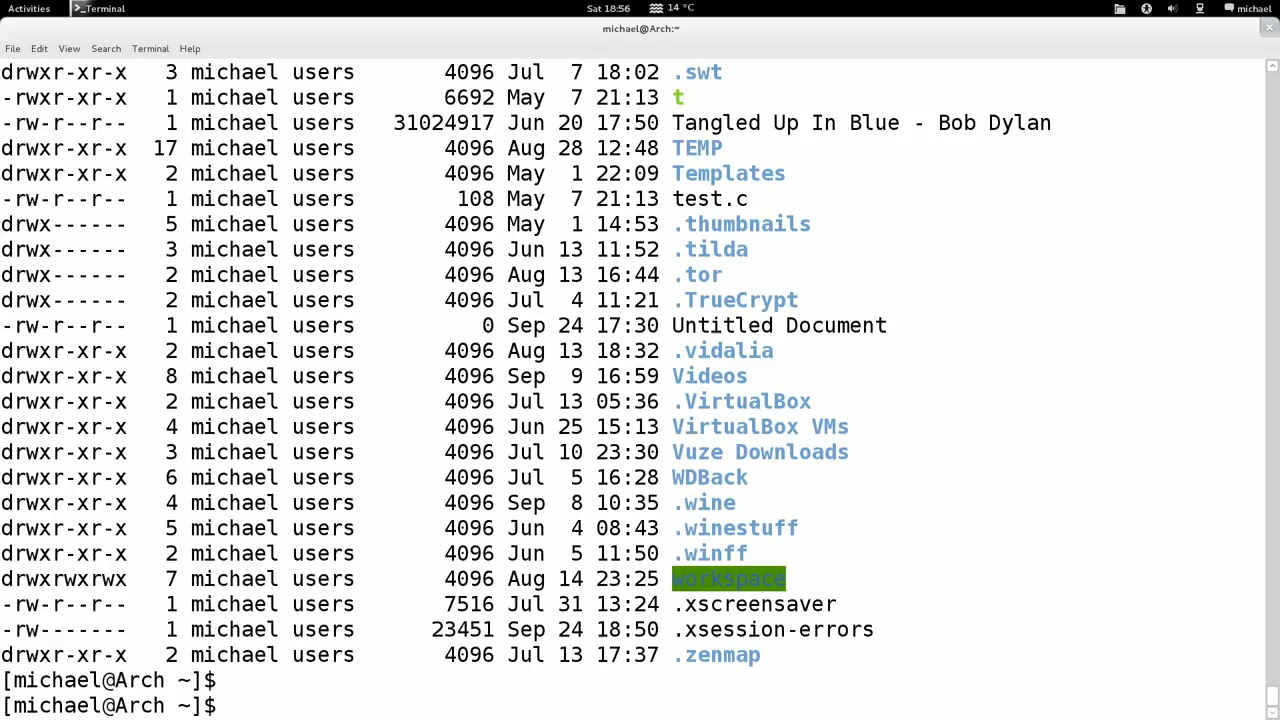 Activities >_Terminal Sat 18:56 14 °C michael
michael@Arch:~
File Edit View Search Terminal Help
drwxr-xr-x 3 michael users 4096 Jul 7 18:02 .swt
-rwxr-xr-x 1 michael users 6692 May 7 21:13 t
-rw-r--r-- 1 michael users 31024917 Jun 20 17:50 Tangled Up In Blue - Bob Dylan
drwxr-xr-x 17 michael users 4096 Aug 28 12:48 TEMP
drwxr-xr-x 2 michael users 4096 May 1 22:09 Templates
-rw-r--r-- 1 michael users 108 May 7 21:13 test.c
drwx------ 5 michael users 4096 May 1 14:53 .thumbnails
drwx------ 3 michael users 4096 Jun 13 11:52 .tilda
drwx------ 2 michael users 4096 Aug 13 16:44 .tor
drwx------ 2 michael users 4096 Jul 4 11:21 .TrueCrypt
-rw-r--r-- 1 michael users 0 Sep 24 17:30 Untitled Document
drwxr-xr-x 2 michael users 4096 Aug 13 18:32 .vidalia
drwxr-xr-x 8 michael users 4096 Sep 9 16:59 Videos
drwxr-xr-x 2 michael users 4096 Jul 13 05:36 .VirtualBox
drwxr-xr-x 4 michael users 4096 Jun 25 15:13 VirtualBox VMs
drwxr-xr-x 3 michael users 4096 Jul 10 23:30 Vuze Downloads
drwxr-xr-x 6 michael users 4096 Jul 5 16:28 WDBack
drwxr-xr-x 4 michael users 4096 Sep 8 10:35 .wine
drwxr-xr-x 5 michael users 4096 Jun 4 08:43 .winestuff
drwxr-xr-x 2 michael users 4096 Jun 5 11:50 .winff
drwxrwxrwx 7 michael users 4096 Aug 14 23:25 workspace
-rw-r--r-- 1 michael users 7516 Jul 31 13:24 .xscreensaver
-rw------- 1 michael users 23451 Sep 24 18:50 .xsession-errors
drwxr-xr-x 2 michael users 4096 Jul 13 17:37 .zenmap
[michael@Arch ~]$
[michael@Arch ~]$